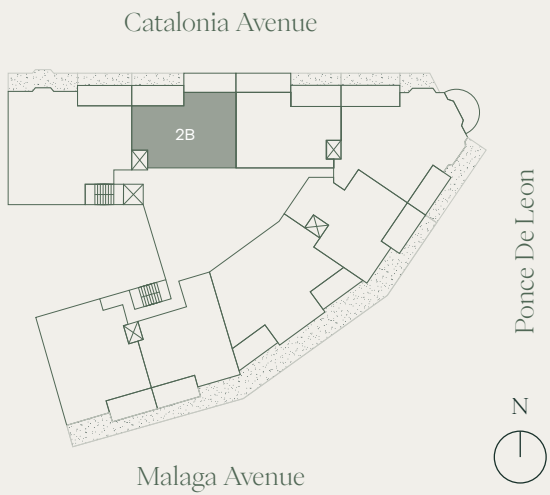 Catalonia Avenue
2B
Ponce De Leon
N
Malaga Avenue